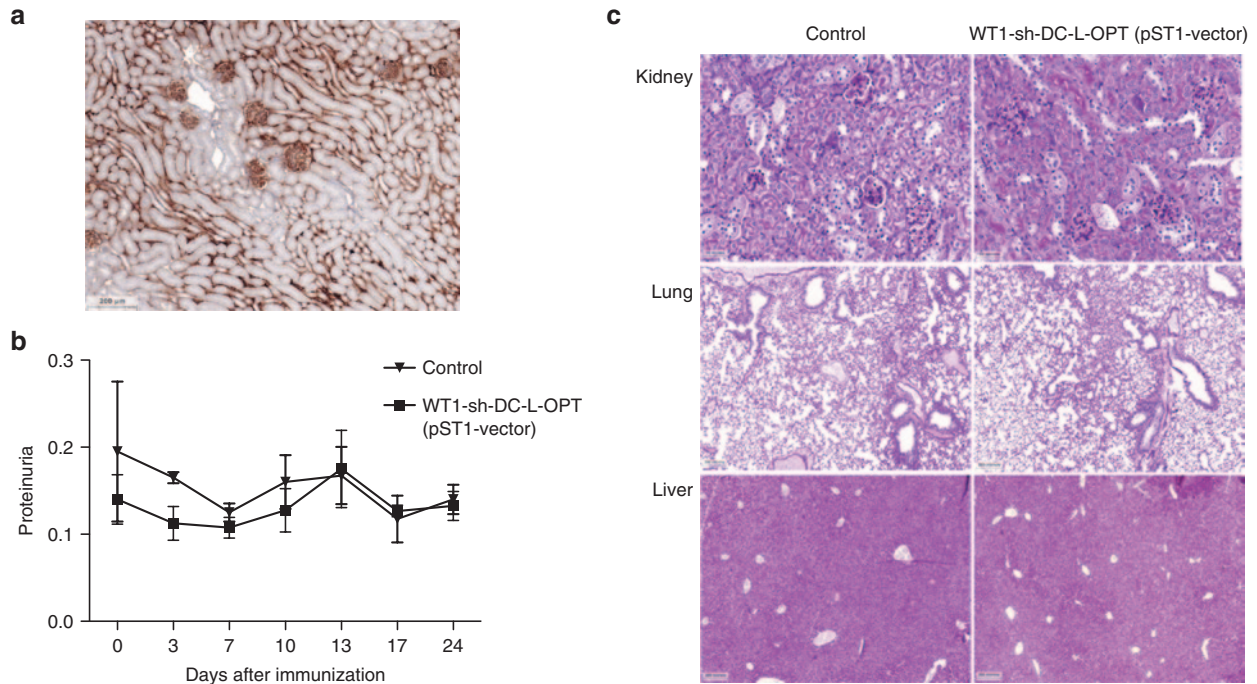 a
200 μm
b
0.3
0.2
0.1
0.0
Proteinuria
0
3
7
10
13
17
24
Days after immunization
Control
WT1-sh-DC-L-OPT
(pST1-vector)
c
Control
WT1-sh-DC-L-OPT (pST1-vector)
Kidney
Lung
Liver